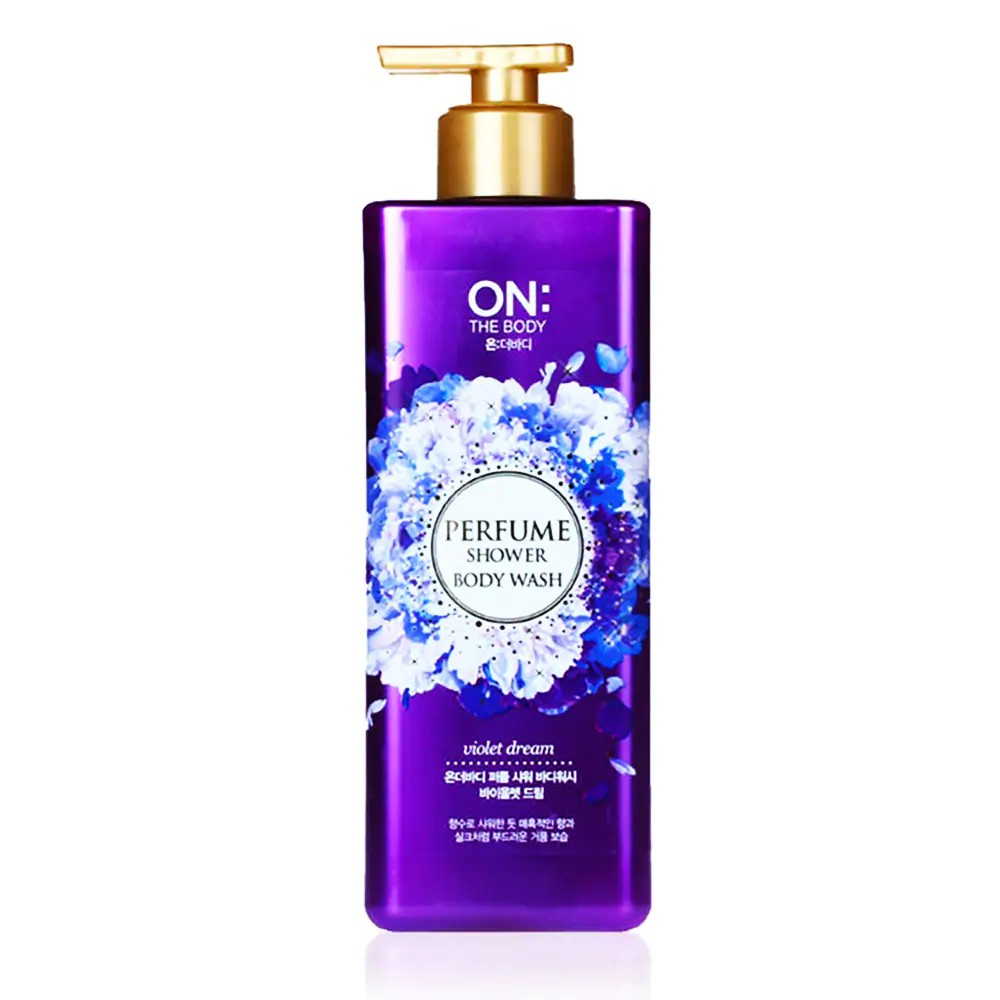 ON:
THE BODY
온:더바디
PERFUME
SHOWER
BODY WASH
violet dream
온더바디 퍼퓸 샤워 바디워시
바이올렛 드림
향수로 샤워한 듯 매혹적인 향과
실크처럼 부드러운 거품 보습